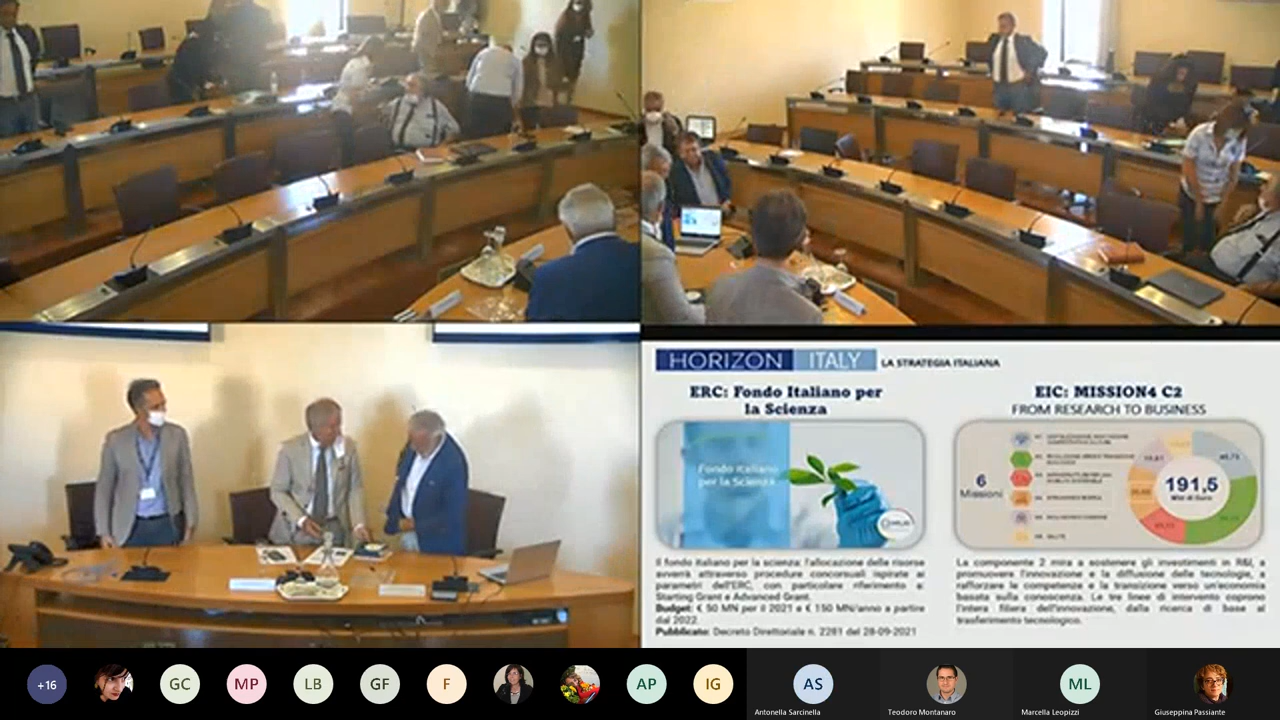 HORIZON ITALY LA STRATEGIA ITALIANA
ERC: Fondo Italiano per
la Scienza
Fondo Italiano
per la Scienza
Il fondo italiano per la scienza: l'allocazione delle risorse
avverrà attraverso procedure concorsuali ispirate ai
parametri dell'ERC, con particolare riferimento a:
Starting Grant e Advanced Grant.
Budget: € 50 MN per il 2021 e € 150 MN/anno a partire
dal 2022
Pubblicato: Decreto Direttoriale n. 2281 del 28-09-2021
EIC: MISSION4 C2
FROM RESEARCH TO BUSINESS
6
Missioni
191,5
Mld di Euro
La componente 2 mira a sostenere gli investimenti in R&I, a
promuovere l'innovazione e la diffusione delle tecnologie, a
rafforzare le competenze e la transizione verso un'economia
basata sulla conoscenza. Le tre linee di intervento coprono
l'intera filiera dell'innovazione, dalla ricerca di base al
trasferimento tecnologico.
+16
GC
MP
LB
GF
F
AP
IG
AS
ML
Antonella Sarcinella
Teodoro Montanaro
Marcella Leopizzi
Giuseppina Passiante